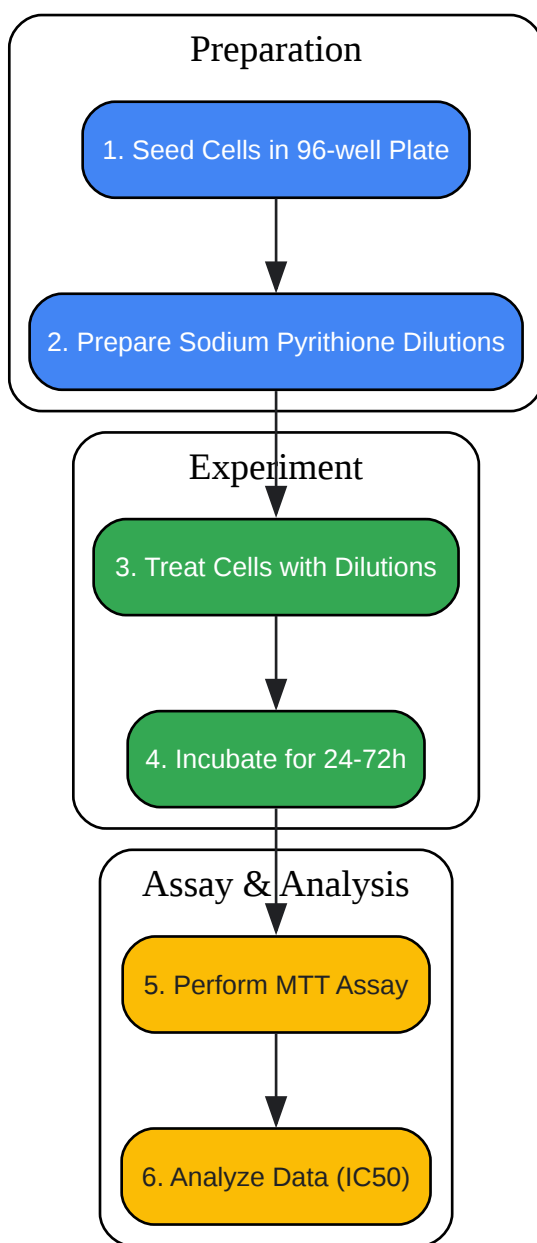 Preparation
1. Seed Cells in 96-well Plate
2. Prepare Sodium Pyrithione Dilutions
Experiment
3. Treat Cells with Dilutions
4. Incubate for 24-72h
Assay & Analysis
5. Perform MTT Assay
6. Analyze Data (IC50)